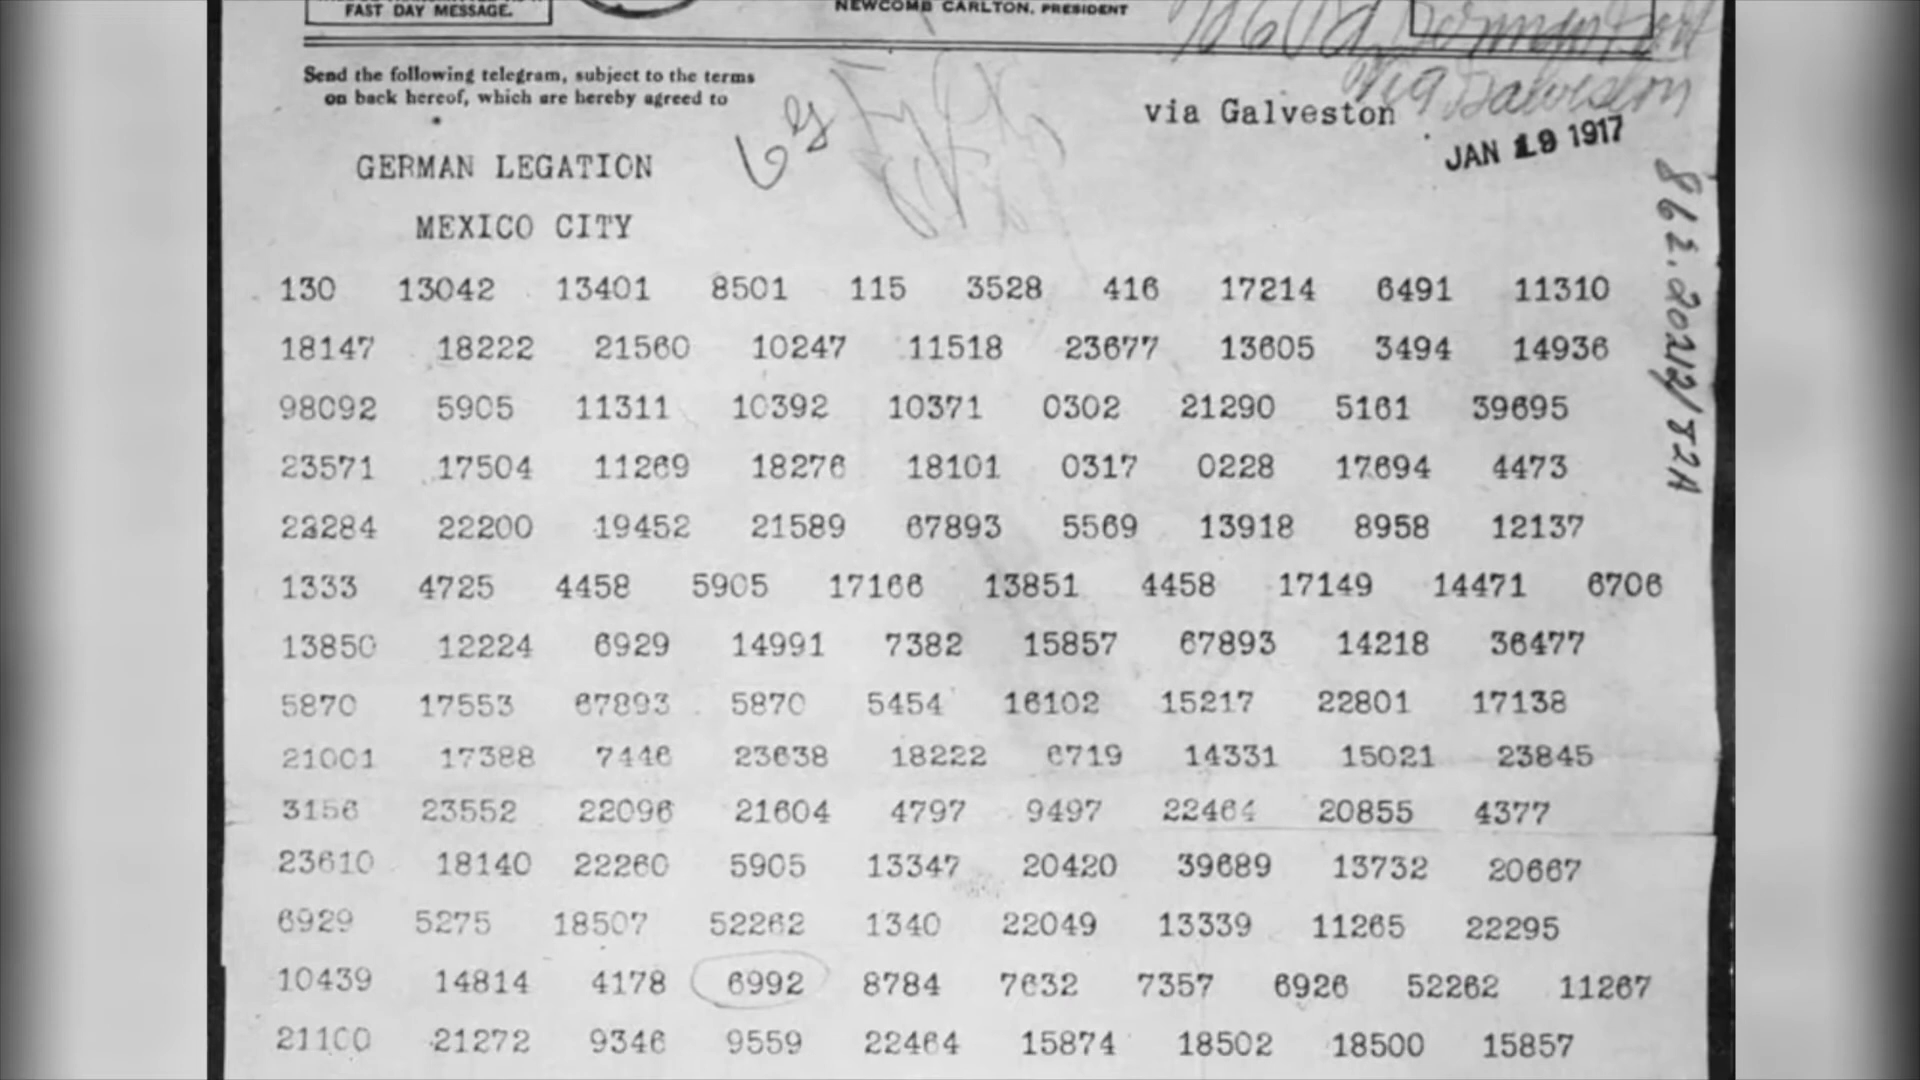 FAST DAY MESSAGE.
NEWCOMB CARLTON, PRESIDENT
Send the following telegram, subject to the terms
on back hereof, which are hereby agreed to
via Galveston
via Galveston
JAN 19 1917
GERMAN LEGATION
MEXICO CITY
130 13042 13401 8501 115 3528 416 17214 6491 11310
18147 18222 21560 10247 11518 23677 13605 3494 14936
98092 5905 11311 10392 10371 0302 21290 5161 39695
23571 17504 11269 18276 18101 0317 0228 17694 4473
22284 22200 19452 21589 67893 5569 13918 8958 12137
1333 4725 4458 5905 17166 13851 4458 17149 14471 6706
13850 12224 6929 14991 7382 15857 67893 14218 36477
5870 17553 67893 5870 5454 16102 15217 22801 17138
21001 17388 7446 23638 18222 6719 14331 15021 23845
3156 23552 22096 21604 4797 9497 22464 20855 4377
23610 18140 22260 5905 13347 20420 39689 13732 20667
6929 5275 18507 52262 1340 22049 13339 11265 22295
10439 14814 4178 6992 8784 7632 7357 6926 52262 11267
21100 21272 9346 9559 22464 15874 18502 18500 15857
862.20212/82A